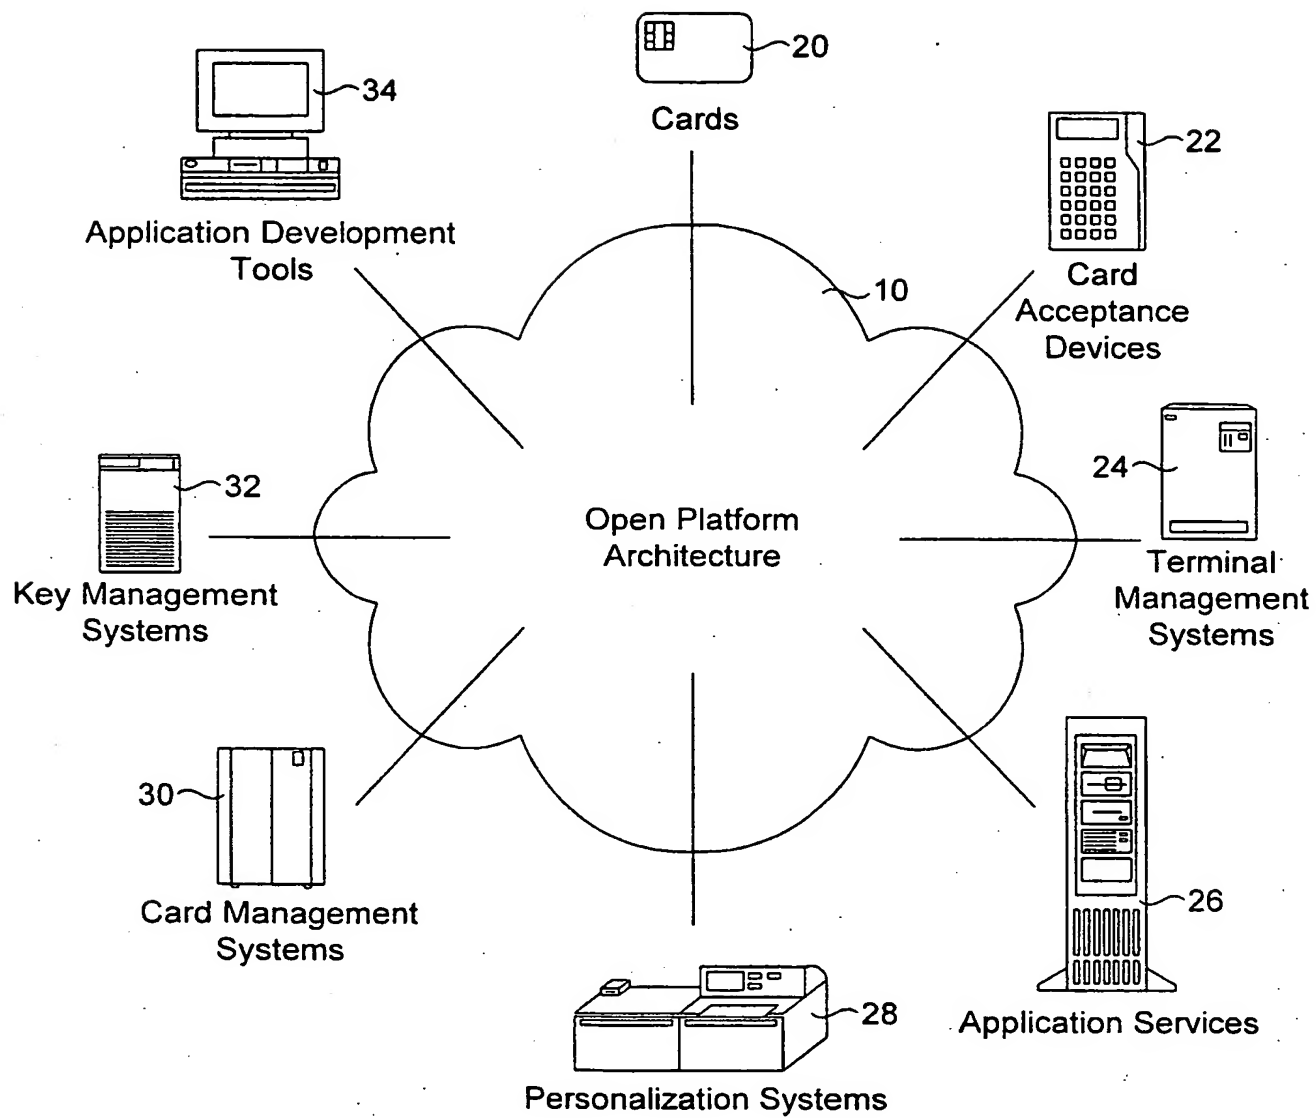 20
Cards
34
Application Development
Tools
22
Card
Acceptance
Devices
10
24
Terminal
Management
Systems
Open Platform
Architecture
32
Key Management
Systems
30
Card Management
Systems
26
Application Services
28
Personalization Systems